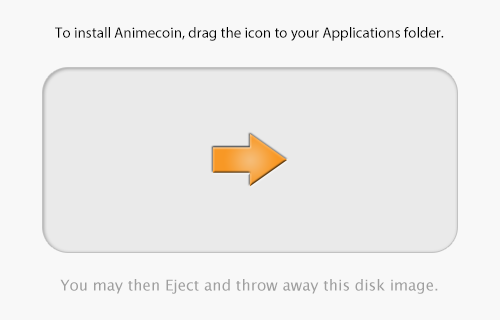 To install Animecoin, drag the icon to your Applications folder.
You may then Eject and throw away this disk image.